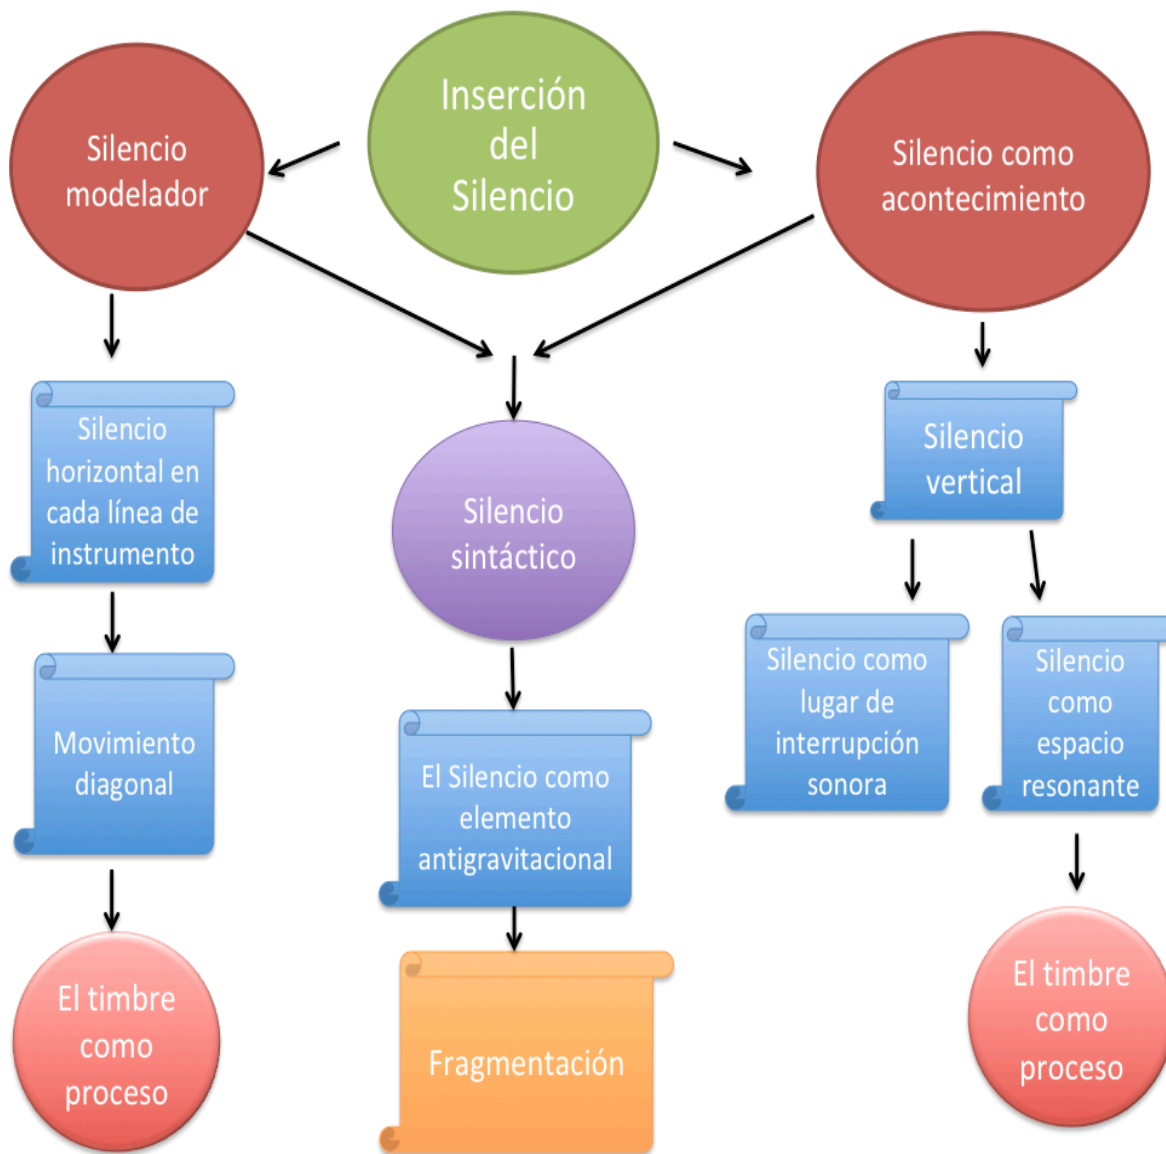 Inserción
del
Silencio
Silencio
modelador
Silencio como
acontecimiento
Silencio
horizontal en
cada línea de
instrumento
Silencio
sintáctico
Silencio
vertical
Movimiento
diagonal
El Silencio como
elemento
antigravitacional
Silencio como
lugar de
interrupción
sonora
Silencio
como
espacio
resonante
El timbre
como
proceso
Fragmentación
El timbre
como
proceso